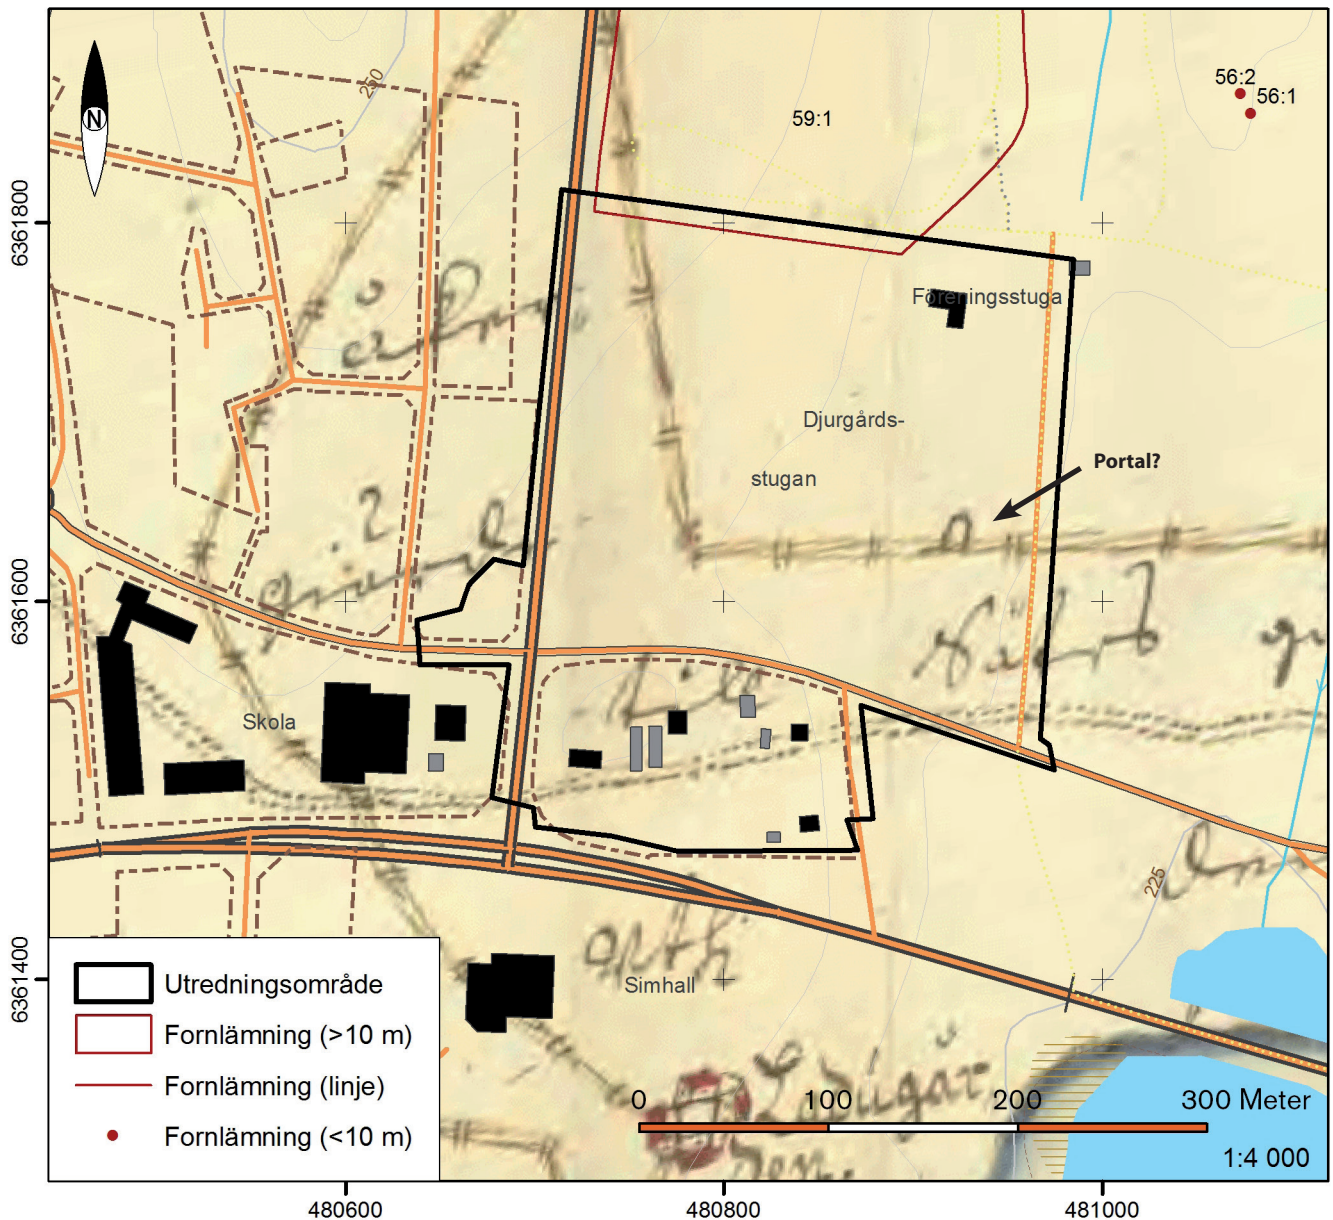 250
56:2
56:1
59:1
N
6361800
Föreningsstuga
Djurgårds-
stugan
Portal?
6361600
Skola
225
Simhall
6361400
Utredningsområde
Fornlämning (>10 m)
Fornlämning (linje)
Fornlämning (<10 m)
0 100 200 300 Meter
1:4 000
480600 480800 481000